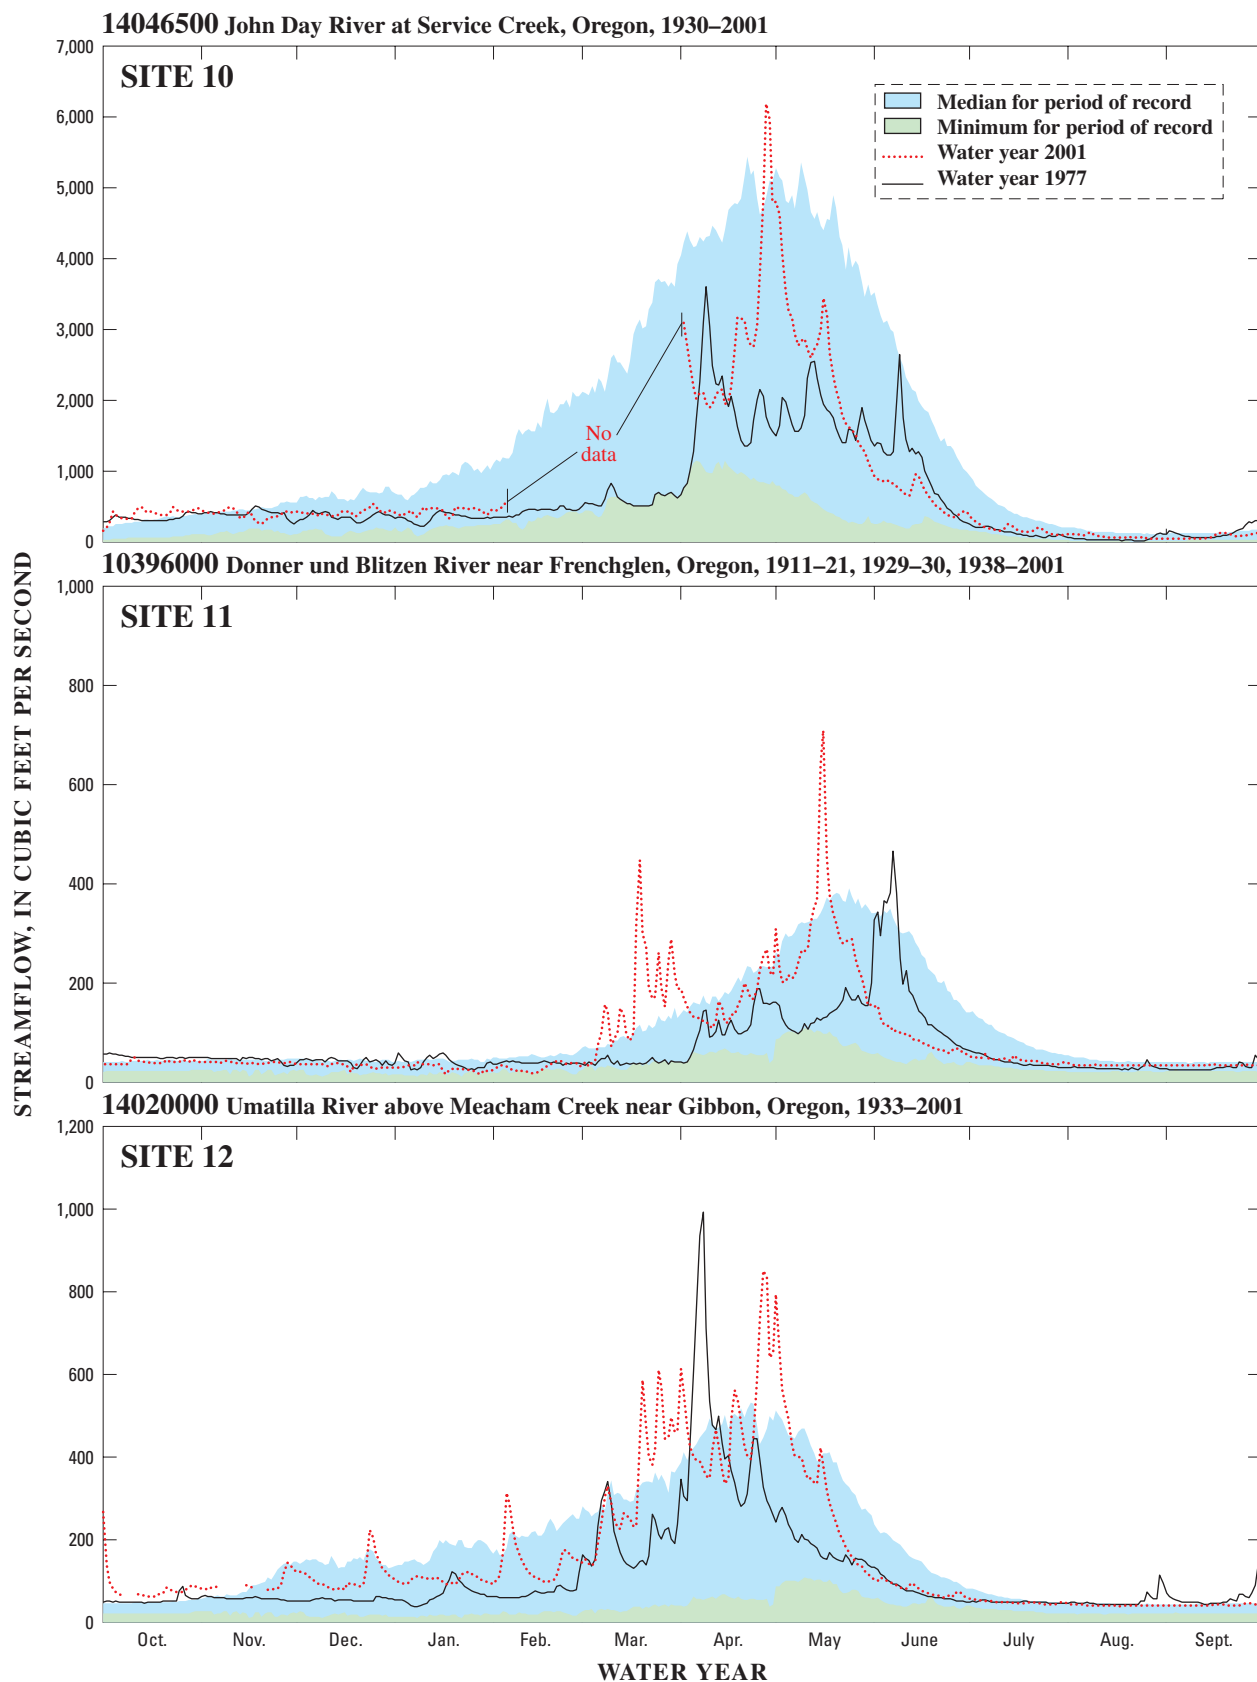 14046500 John Day River at Service Creek, Oregon, 1930–2001
SITE 10
7,000
6,000
5,000
4,000
3,000
2,000
1,000
0
Median for period of record
Minimum for period of record
Water year 2001
Water year 1977
No
data
10396000 Donner und Blitzen River near Frenchglen, Oregon, 1911–21, 1929–30, 1938–2001
SITE 11
1,000
800
600
400
200
0
STREAMFLOW, IN CUBIC FEET PER SECOND
14020000 Umatilla River above Meacham Creek near Gibbon, Oregon, 1933–2001
SITE 12
1,200
1,000
800
600
400
200
0
Oct. Nov. Dec. Jan. Feb. Mar. Apr. May June July Aug. Sept.
WATER YEAR